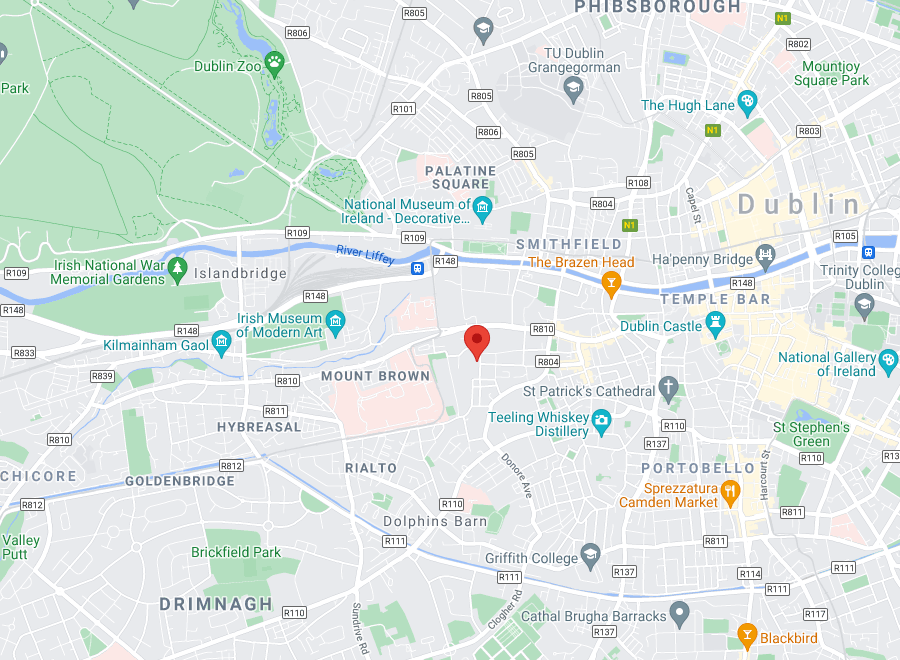 PHIBSBOROUGH
R805
N1
R806
R802
TU Dublin
Grangegorman
Dublin Zoo
Mountjoy
Square Park
Park
R805
The Hugh Lane
R101
N1
R803
R806
R805
PALATINE
SQUARE
R108
Capel St
National Museum of
Ireland - Decorative...
R804
Dublin
N1
R109
R109
R105
SMITHFIELD
River Liffey
Ha'penny Bridge
R148
The Brazen Head
Irish National War
Memorial Gardens
Islandbridge
R109
Trinity Colleg
Dublin
R148
R148
TEMPLE BAR
R148
Irish Museum
of Modern Art
R148
R810
Dublin Castle
Kilmainham Gaol
R833
National Gallery
of Ireland
R804
R839
MOUNT BROWN
R810
St Patrick's Cathedral
R811
Teeling Whiskey
Distillery
R110
HYBREASAL
St Stephen's
Green
R810
R137
R110
R13
R812
RIALTO
PORTOBELLO
Harcourt St
CHICORE
GOLDENBRIDGE
Donore Ave
Sprezzatura
Camden Market
R812
R110
R811
Dolphins Barn
Valley
Putt
R111
R811
Brickfield Park
Griffith College
R111
R137
R114
R111
R111
DRIMNAGH
Clogher Rd
R110
Sundrive Rd
Cathal Brugha Barracks
R117
R137
Blackbird